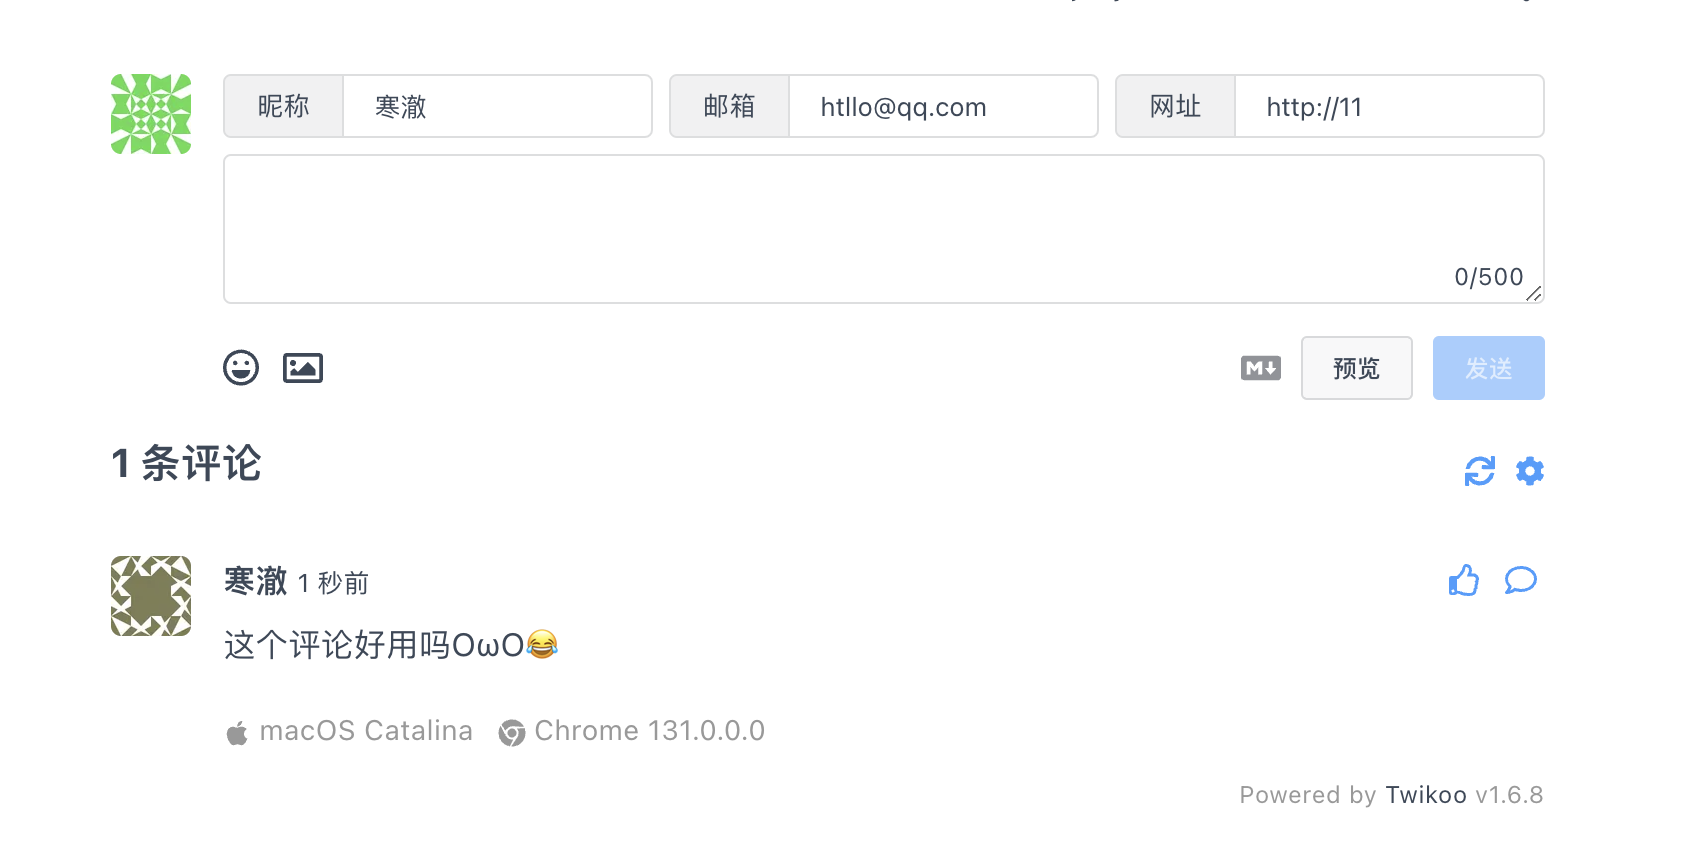 昵称 寒澈 邮箱 htllo@qq.com 网址 http://11
0/500
M 预览 发送
1 条评论
寒澈 1 秒前
这个评论好用吗OωO😂
macOS Catalina Chrome 131.0.0.0
Powered by Twikoo v1.6.8